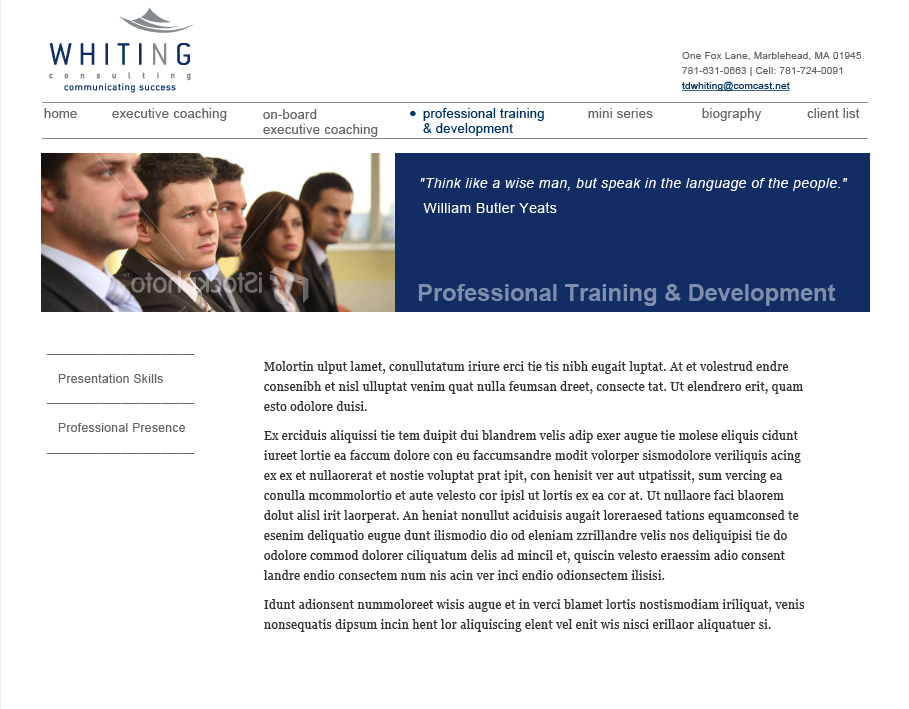 WHITING
consulting
communicating success
One Fox Lane, Marblehead, MA 01945
781-631-0663 | Cell: 781-724-0091
tdwhiting@comcast.net
home
executive coaching
on-board
executive coaching
• professional training
& development
mini series
biography
client list
"Think like a wise man, but speak in the language of the people."
William Butler Yeats
iStockphoto
Professional Training & Development
Presentation Skills
Professional Presence
Molortin ulput lamet, conullutatum iriure erci tie tis nibh eugait luptat. At et volestrud endre
consenibh et nisl ulluptat venim quat nulla feumsan dreet, consecte tat. Ut elendrero erit, quam
esto odolore duisi.
Ex erciduis aliquissi tie tem duipit dui blandrem velis adip exer augue tie molese eliquis cidunt
iureet lortie ea faccum dolore con eu faccumsandre modit volorper sismodolore veriliquis acing
ex ex et nullaorerat et nostie voluptat prat ipit, con henisit ver aut utpatissit, sum vercing ea
conulla mcommolortio et aute velesto cor ipisl ut lortis ex ea cor at. Ut nullaore faci blaorem
dolut alisl irit laorperat. An heniat nonullut aciduisis augait loreraesed tations equamconsed te
esenim deliquatio eugue dunt ilismodio dio od eleniam zzrillandre velis nos deliquipisi tie do
odolore commod dolorer ciliquatum delis ad mincil et, quiscin velesto eraessim adio consent
landre endio consectem num nis acin ver inci endio odionsectem ilisisi.
Idunt adionsent nummoloreet wisis augue et in verci blamet lortis nostismodiam iriliquat, venis
nonsequatis dipsum incin hent lor aliquiscing elent vel enit wis nisci erillaor aliquatuer si.